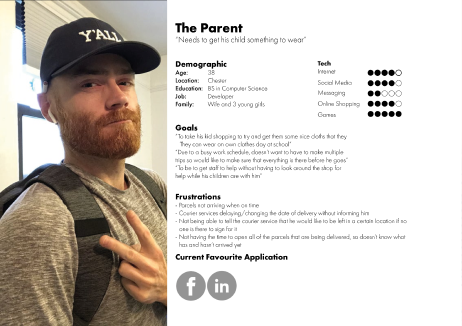 Y'ALL
The Parent
"Needs to get his child something to wear"
Demographic
Age: 38
Location: Chester
Education: BS in Computer Science
Job: Developer
Family: Wife and 3 young girls
Tech
Internet
Social Media
Messaging
Online Shopping
Games
Goals
"To take his kid shopping to try and get them some nice cloths that they
They can wear on own clothes day at school"
"Due to a busy work schedule, doesn't want to have to make multiple
trips so would like to make sure that everything is there before he goes"
"To be get staff to help without having to look around the shop for
help while his children are with him"
Frustrations
- Parcels not arriving when on time
- Courier services delaying/changing the date of delivery without informing him
- Not being able to tell the courier service that he would like to be left in a certain location if no
one is there to sign for it
- Not having the time to open all of the parcels that are being delivered, so doesn't know what
has and hasn't arrived yet
Current Favourite Application
f in